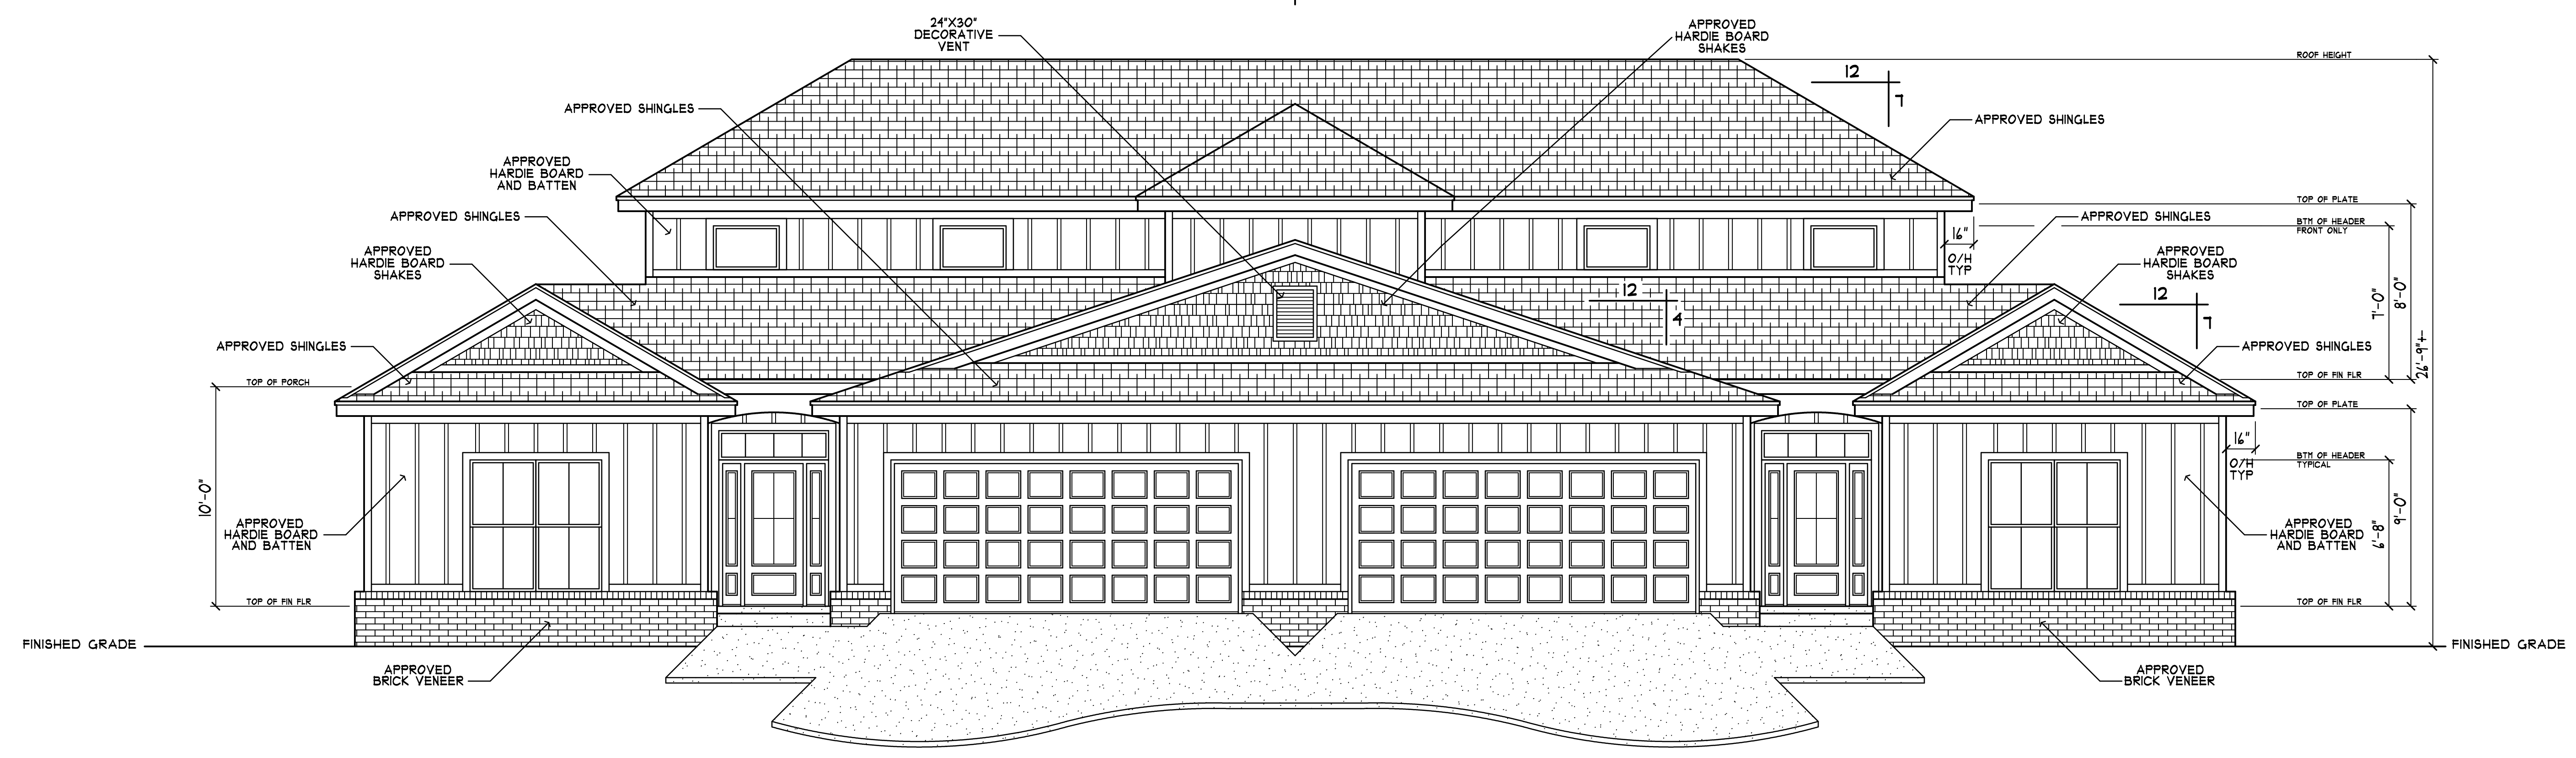 24"X30"
DECORATIVE
VENT
APPROVED
HARDIE BOARD
SHAKES
ROOF HEIGHT
12
7
APPROVED SHINGLES
APPROVED SHINGLES
APPROVED
HARDIE BOARD
AND BATTEN
TOP OF PLATE
APPROVED SHINGLES
APPROVED SHINGLES
BTM OF HEADER
FRONT ONLY
16"
O/H
TYP
APPROVED
HARDIE BOARD
SHAKES
APPROVED
HARDIE BOARD
SHAKES
12
4
12
7
7'-0"
8'-0"
26'-9"+
APPROVED SHINGLES
APPROVED SHINGLES
TOP OF PORCH
TOP OF FIN FLR
TOP OF PLATE
16"
O/H
TYP
BTM OF HEADER
TYPICAL
10'-0"
6'-8"
9'-0"
APPROVED
HARDIE BOARD
AND BATTEN
APPROVED
HARDIE BOARD
AND BATTEN
TOP OF FIN FLR
TOP OF FIN FLR
FINISHED GRADE
FINISHED GRADE
APPROVED
BRICK VENEER
APPROVED
BRICK VENEER